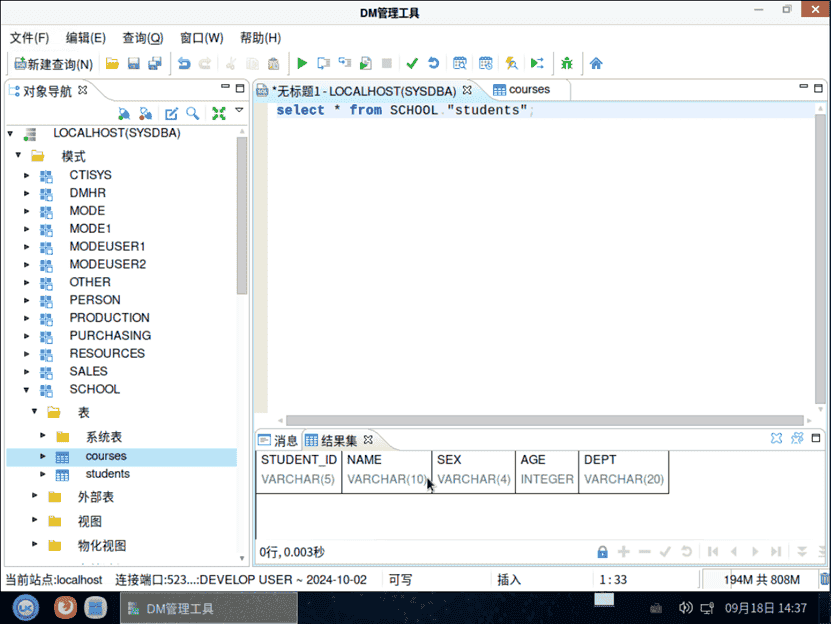 DM管理工具
文件(F) 编辑(E) 查询(Q) 窗口(W) 帮助(H)
新建查询(N)
对象导航
*无标题1 - LOCALHOST(SYSDBA) courses
LOCALHOST(SYSDBA)
模式
CTISYS
DMHR
MODE
MODE1
MODEUSER1
MODEUSER2
OTHER
PERSON
PRODUCTION
PURCHASING
RESOURCES
SALES
SCHOOL
表
系统表
courses
students
外部表
视图
物化视图
select * from SCHOOL."students";
消息 结果集
STUDENT_ID NAME SEX AGE DEPT
VARCHAR(5) VARCHAR(10) VARCHAR(4) INTEGER VARCHAR(20)
0行, 0.003秒
当前站点:localhost 连接端口:523...:DEVELOP USER ~ 2024-10-02 可写 插入 1 : 33 194M 共 808M
DM管理工具 09月18日 14:37